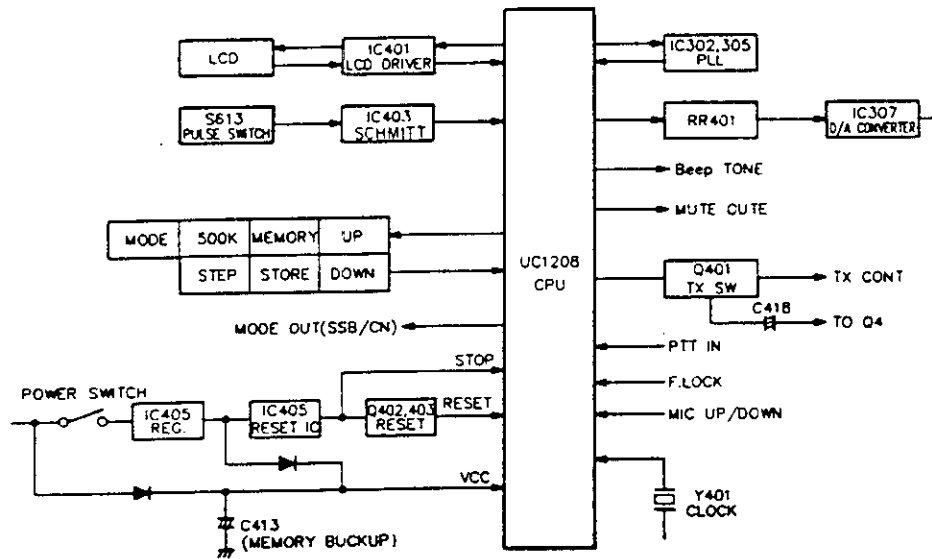 LCD
IC401
LCD DRIVER
IC302,305
PLL
S613
PULSE SWITCH
IC403
SCHMITT
RR401
IC307
D/A CONVERTER
Beep TONE
MUTE CUTE
MODE 500K MEMORY UP
STEP STORE DOWN
UC1208
CPU
Q401
TX SW
TX CONT
C418
TO Q4
MODE OUT(SSB/CN)
PTT IN
STOP
F.LOCK
POWER SWITCH
IC405
REG.
IC405
RESET IC
Q402,403
RESET
RESET
MIC UP/DOWN
VCC
Y401
CLOCK
C413
(MEMORY BUCKUP)